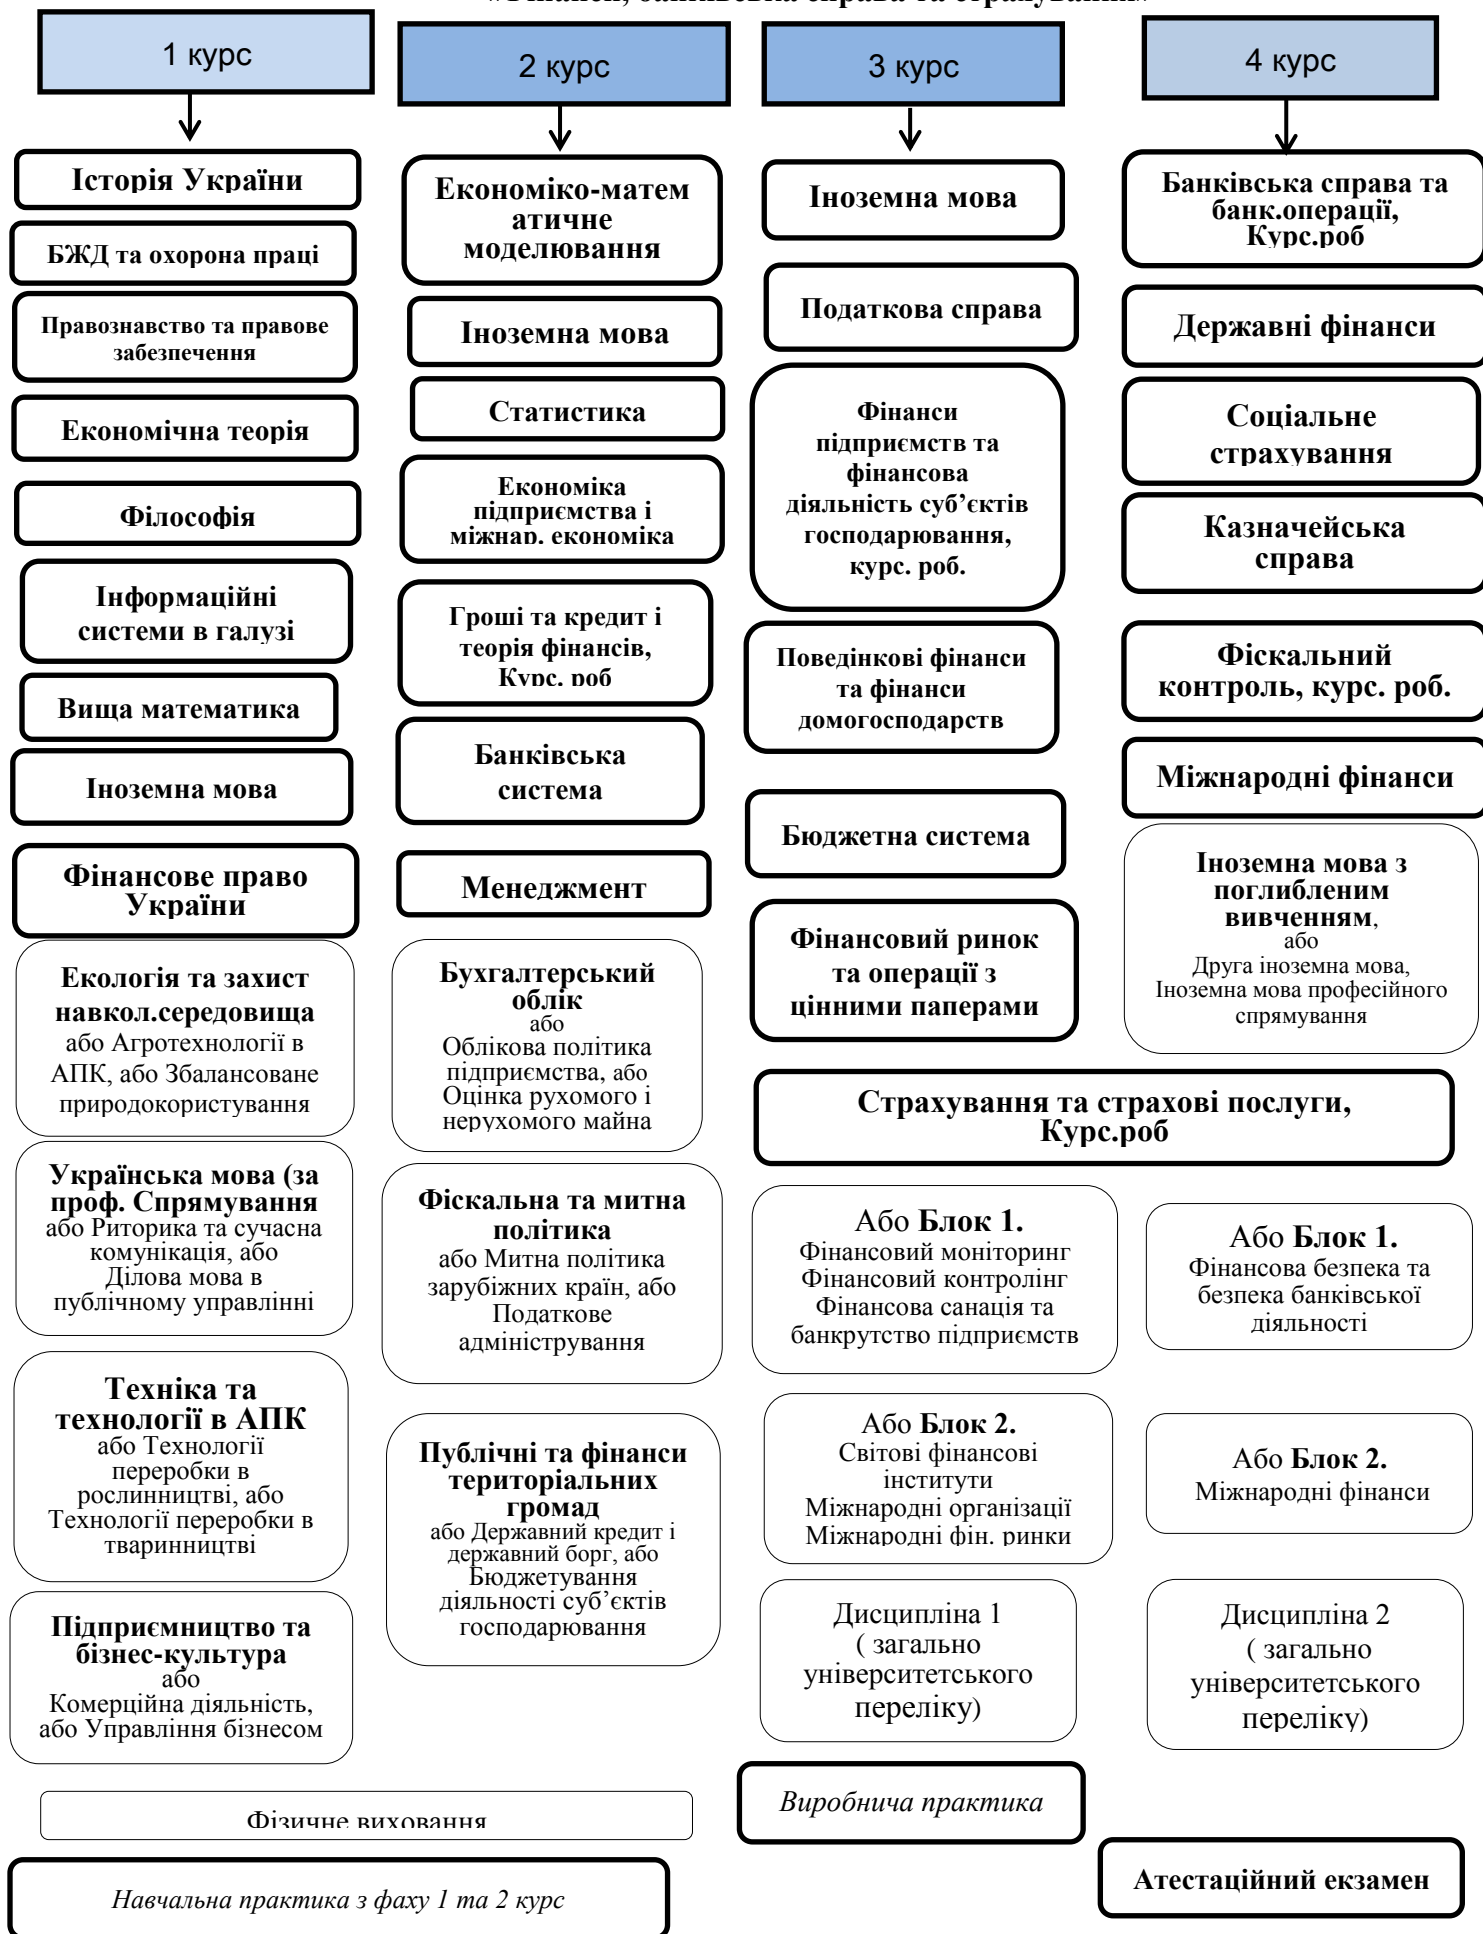 «Фінанси, банківська справа та страхування»
1 курс
Історія України
БЖД та охорона праці
Правознавство та правове
забезпечення
Економічна теорія
Філософія
Інформаційні
системи в галузі
Вища математика
Іноземна мова
Фінансове право
України
Екологія та захист
навкол.середовища
або Агротехнології в
АПК, або Збалансоване
природокористування
Українська мова (за
проф. Спрямування
або Риторика та сучасна
комунікація, або
Ділова мова в
публічному управлінні
Техніка та
технології в АПК
або Технології
переробки в
рослинництві, або
Технології переробки в
тваринництві
Підприємництво та
бізнес-культура
або
Комерційна діяльність,
або Управління бізнесом
2 курс
Економіко-матем
атичне
моделювання
Іноземна мова
Статистика
Економіка
підприємства і
міжнар. економіка
Гроші та кредит і
теорія фінансів,
Курс. роб
Банківська
система
Менеджмент
Бухгалтерський
облік
або
Облікова політика
підприємства, або
Оцінка рухомого і
нерухомого майна
Фіскальна та митна
політика
або Митна політика
зарубіжних країн, або
Податкове
адміністрування
Публічні та фінанси
територіальних
громад
або Державний кредит і
державний борг, або
Бюджетування
діяльності суб’єктів
господарювання
Фізичне виховання
Навчальна практика з фаху 1 та 2 курс
3 курс
Іноземна мова
Податкова справа
Фінанси
підприємств та
фінансова
діяльність суб’єктів
господарювання,
курс. роб.
Поведінкові фінанси
та фінанси
домогосподарств
Бюджетна система
Фінансовий ринок
та операції з
цінними паперами
Страхування та страхові послуги,
Курс.роб
Або Блок 1.
Фінансовий моніторинг
Фінансовий контролінг
Фінансова санація та
банкрутство підприємств
Або Блок 2.
Світові фінансові
інститути
Міжнародні організації
Міжнародні фін. ринки
Дисципліна 1
( загально
університетського
переліку)
Виробнича практика
4 курс
Банківська справа та
банк.операції,
Курс.роб
Державні фінанси
Соціальне
страхування
Казначейська
справа
Фіскальний
контроль, курс. роб.
Міжнародні фінанси
Іноземна мова з
поглибленим
вивченням,
або
Друга іноземна мова,
Іноземна мова професійного
спрямування
Або Блок 1.
Фінансова безпека та
безпека банківської
діяльності
Або Блок 2.
Міжнародні фінанси
Дисципліна 2
( загально
університетського
переліку)
Атестаційний екзамен